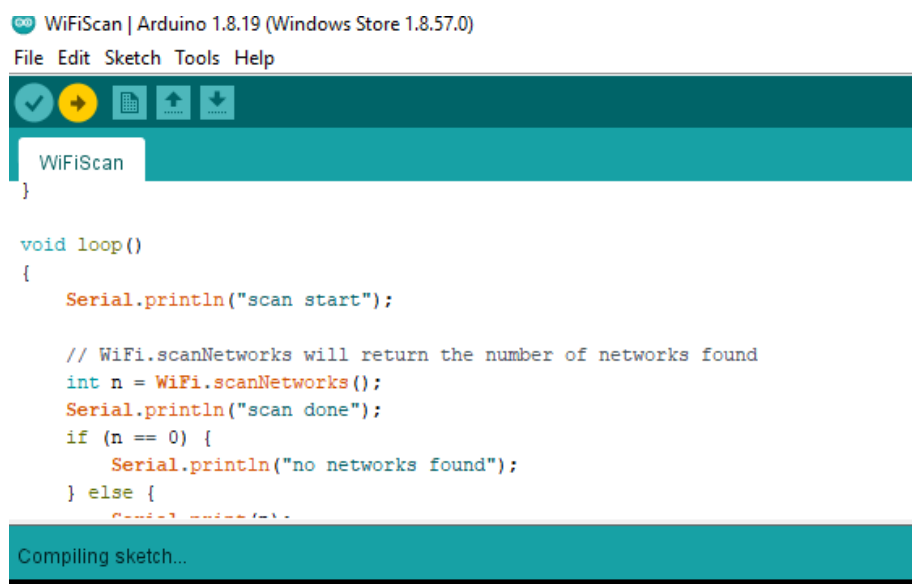 WiFiScan | Arduino 1.8.19 (Windows Store 1.8.57.0)
File Edit Sketch Tools Help
WiFiScan
}
void loop()
{
    Serial.println("scan start");
    // WiFi.scanNetworks will return the number of networks found
    int n = WiFi.scanNetworks();
    Serial.println("scan done");
    if (n == 0) {
        Serial.println("no networks found");
    } else {
        Serial.print(n);
Compiling sketch...